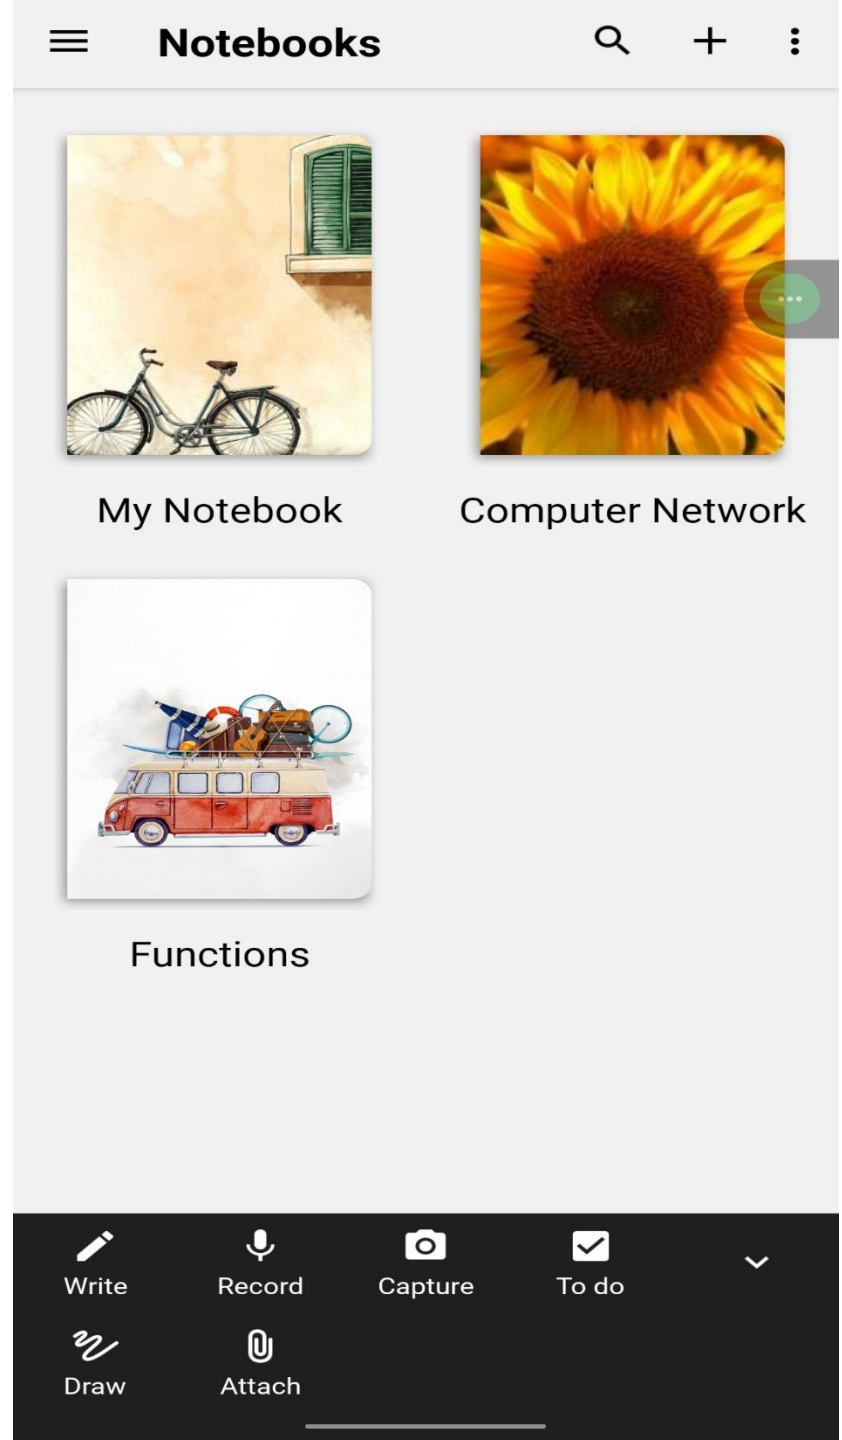 Notebooks
My Notebook
Computer Network
Functions
Write
Record
Capture
To do
Draw
Attach